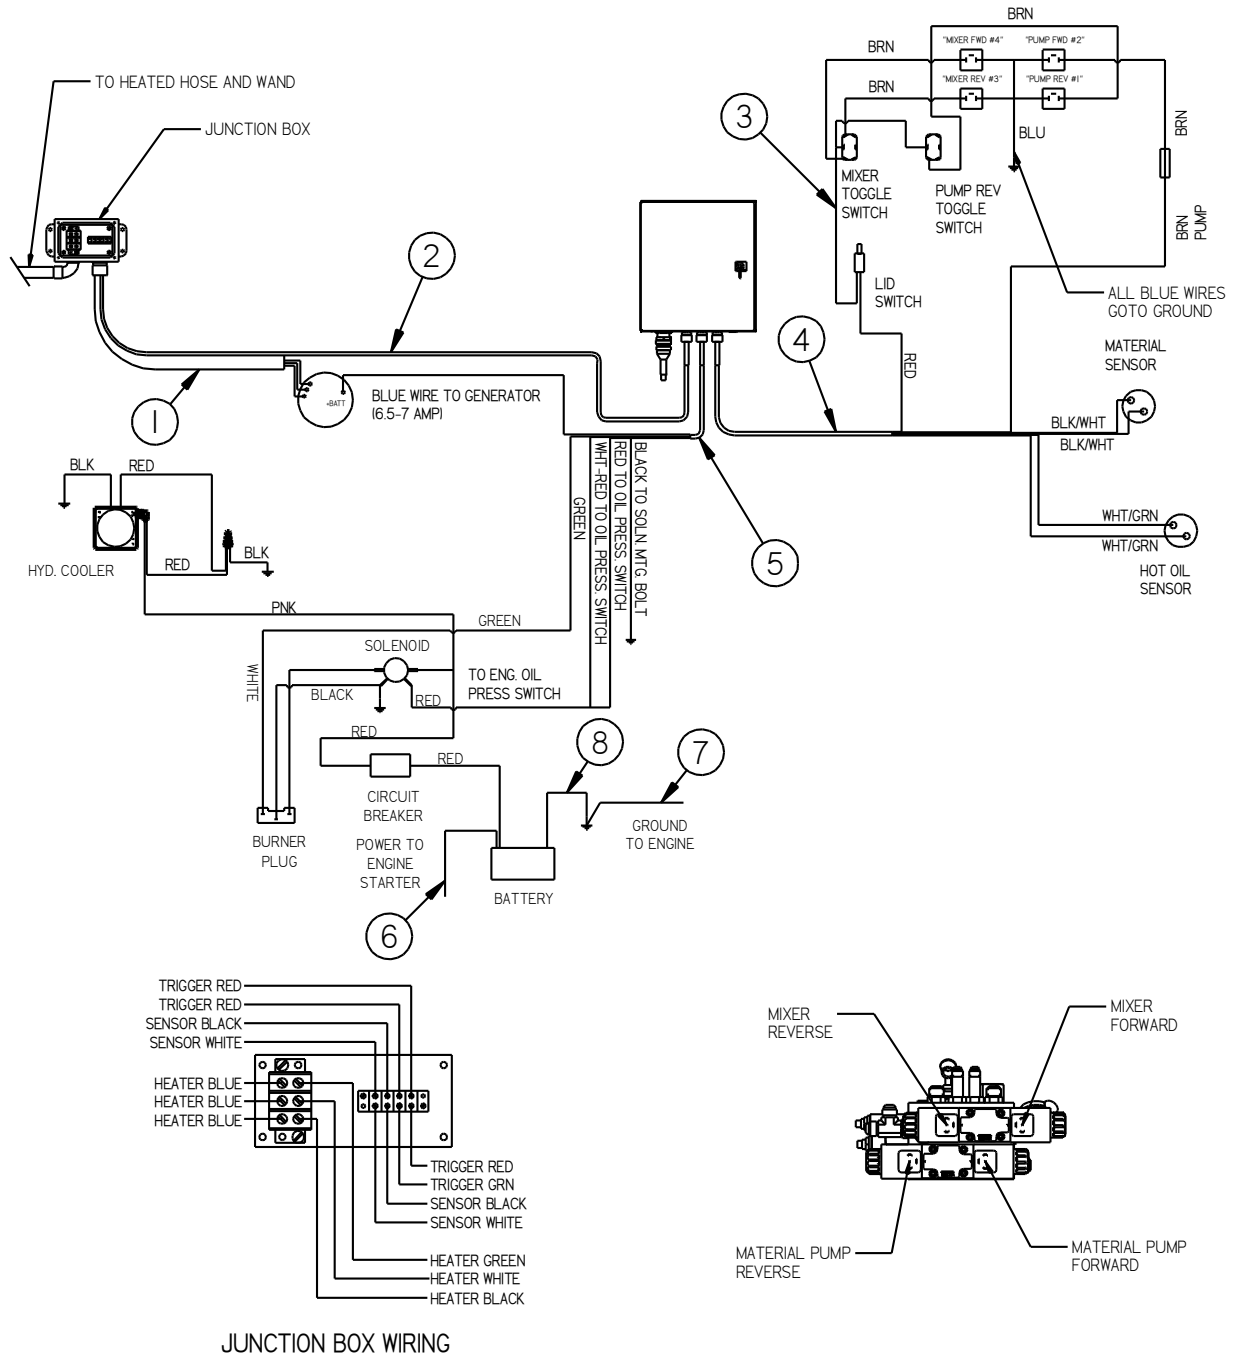 BRN
BRN
"MIXER FWD #4"
"PUMP FWD #2"
"MIXER REV #3"
"PUMP REV #1"
BRN
TO HEATED HOSE AND WAND
JUNCTION BOX
3
BLU
BRN
MIXER
TOGGLE
SWITCH
PUMP REV
TOGGLE
SWITCH
BRN
PUMP
2
LID
SWITCH
ALL BLUE WIRES
GOTO GROUND
4
RED
MATERIAL
SENSOR
1
+BATT
BLUE WIRE TO GENERATOR
(6.5-7 AMP)
BLK/WHT
BLK/WHT
BLK
RED
GREEN
WHT-RED TO OIL PRESS. SWITCH
RED TO OIL PRESS. SWITCH
BLACK TO SOLN. MTG. BOLT
5
WHT/GRN
WHT/GRN
HOT OIL
SENSOR
HYD. COOLER
RED
BLK
PNK
GREEN
WHITE
SOLENOID
BLACK
RED
TO ENG. OIL
PRESS SWITCH
RED
RED
8
7
CIRCUIT
BREAKER
GROUND
TO ENGINE
BURNER
PLUG
POWER TO
ENGINE
STARTER
BATTERY
6
TRIGGER RED
TRIGGER RED
SENSOR BLACK
SENSOR WHITE
HEATER BLUE
HEATER BLUE
HEATER BLUE
TRIGGER RED
TRIGGER GRN
SENSOR BLACK
SENSOR WHITE
HEATER GREEN
HEATER WHITE
HEATER BLACK
JUNCTION BOX WIRING
MIXER
REVERSE
MIXER
FORWARD
MATERIAL PUMP
REVERSE
MATERIAL PUMP
FORWARD